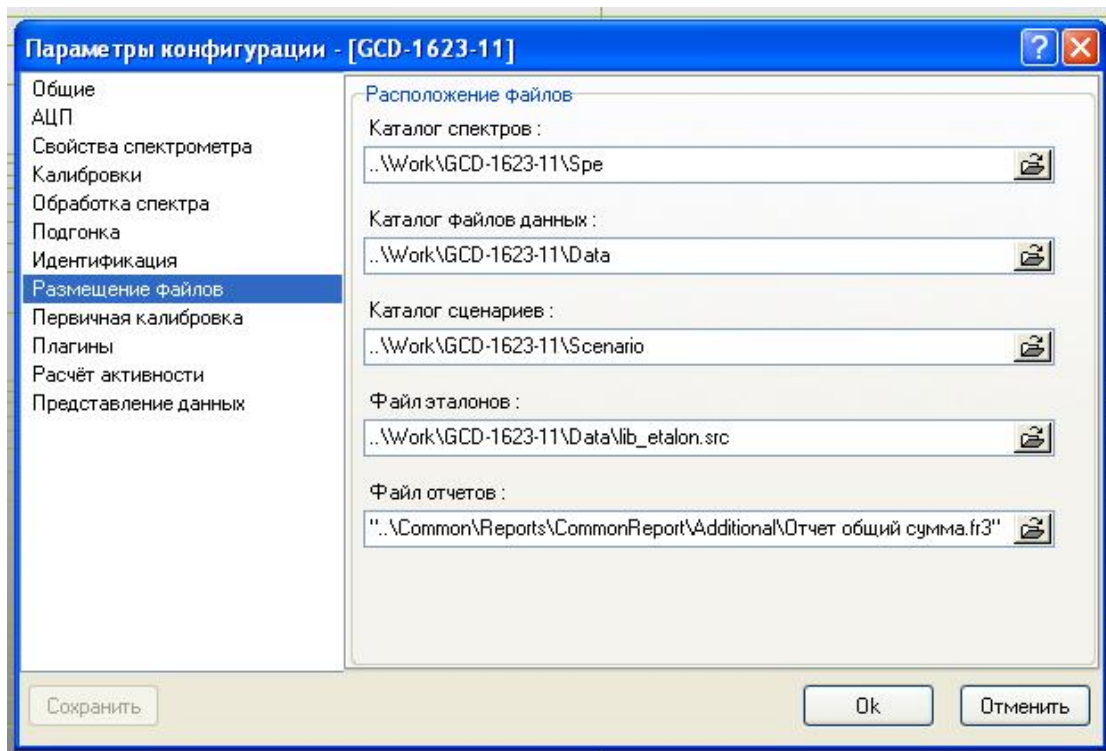 Параметры конфигурации - [GCD-1623-11]
Общие
АЦП
Свойства спектрометра
Калибровки
Обработка спектра
Подгонка
Идентификация
Размещение файлов
Первичная калибровка
Плагины
Расчёт активности
Представление данных
Расположение файлов
Каталог спектров :
..\Work\GCD-1623-11\Spe
Каталог файлов данных :
..\Work\GCD-1623-11\Data
Каталог сценариев :
..\Work\GCD-1623-11\Scenario
Файл эталонов :
..\Work\GCD-1623-11\Data\lib_etalon.src
Файл отчетов :
"..\Common\Reports\CommonReport\Additional\Отчет общий сумма.fr3"
Сохранить
Ok
Отменить